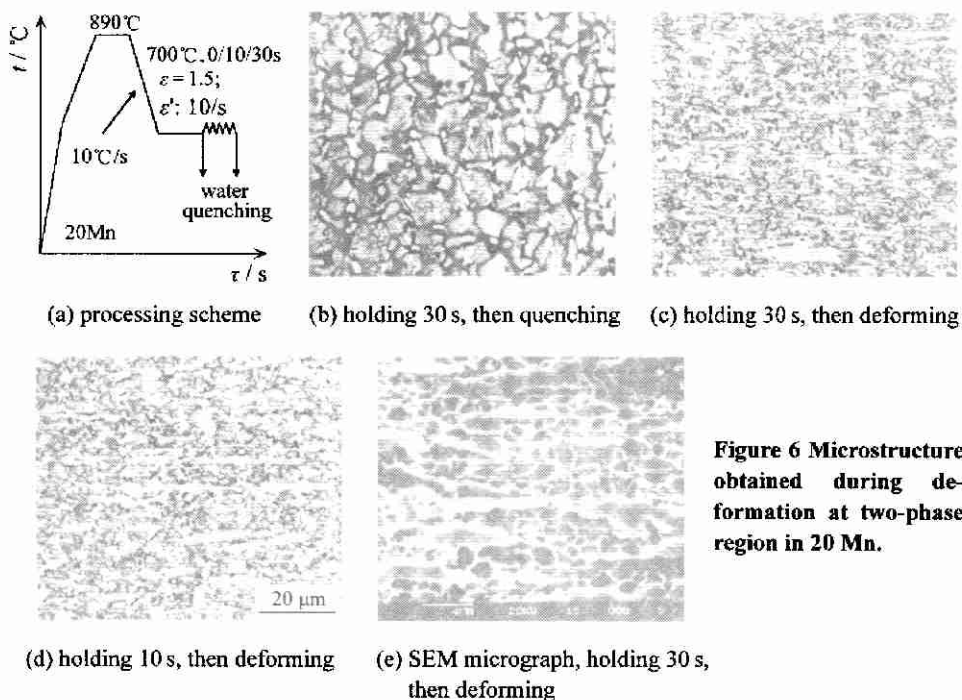 890℃
t / ℃
700℃, 0/10/30s
ε = 1.5;
ε': 10/s
10℃/s
water
quenching
20Mn
τ / s
(a) processing scheme
(b) holding 30 s, then quenching
(c) holding 30 s, then deforming
20 μm
(d) holding 10 s, then deforming
(e) SEM micrograph, holding 30 s,
then deforming
Figure 6 Microstructure
obtained during de-
formation at two-phase
region in 20 Mn.